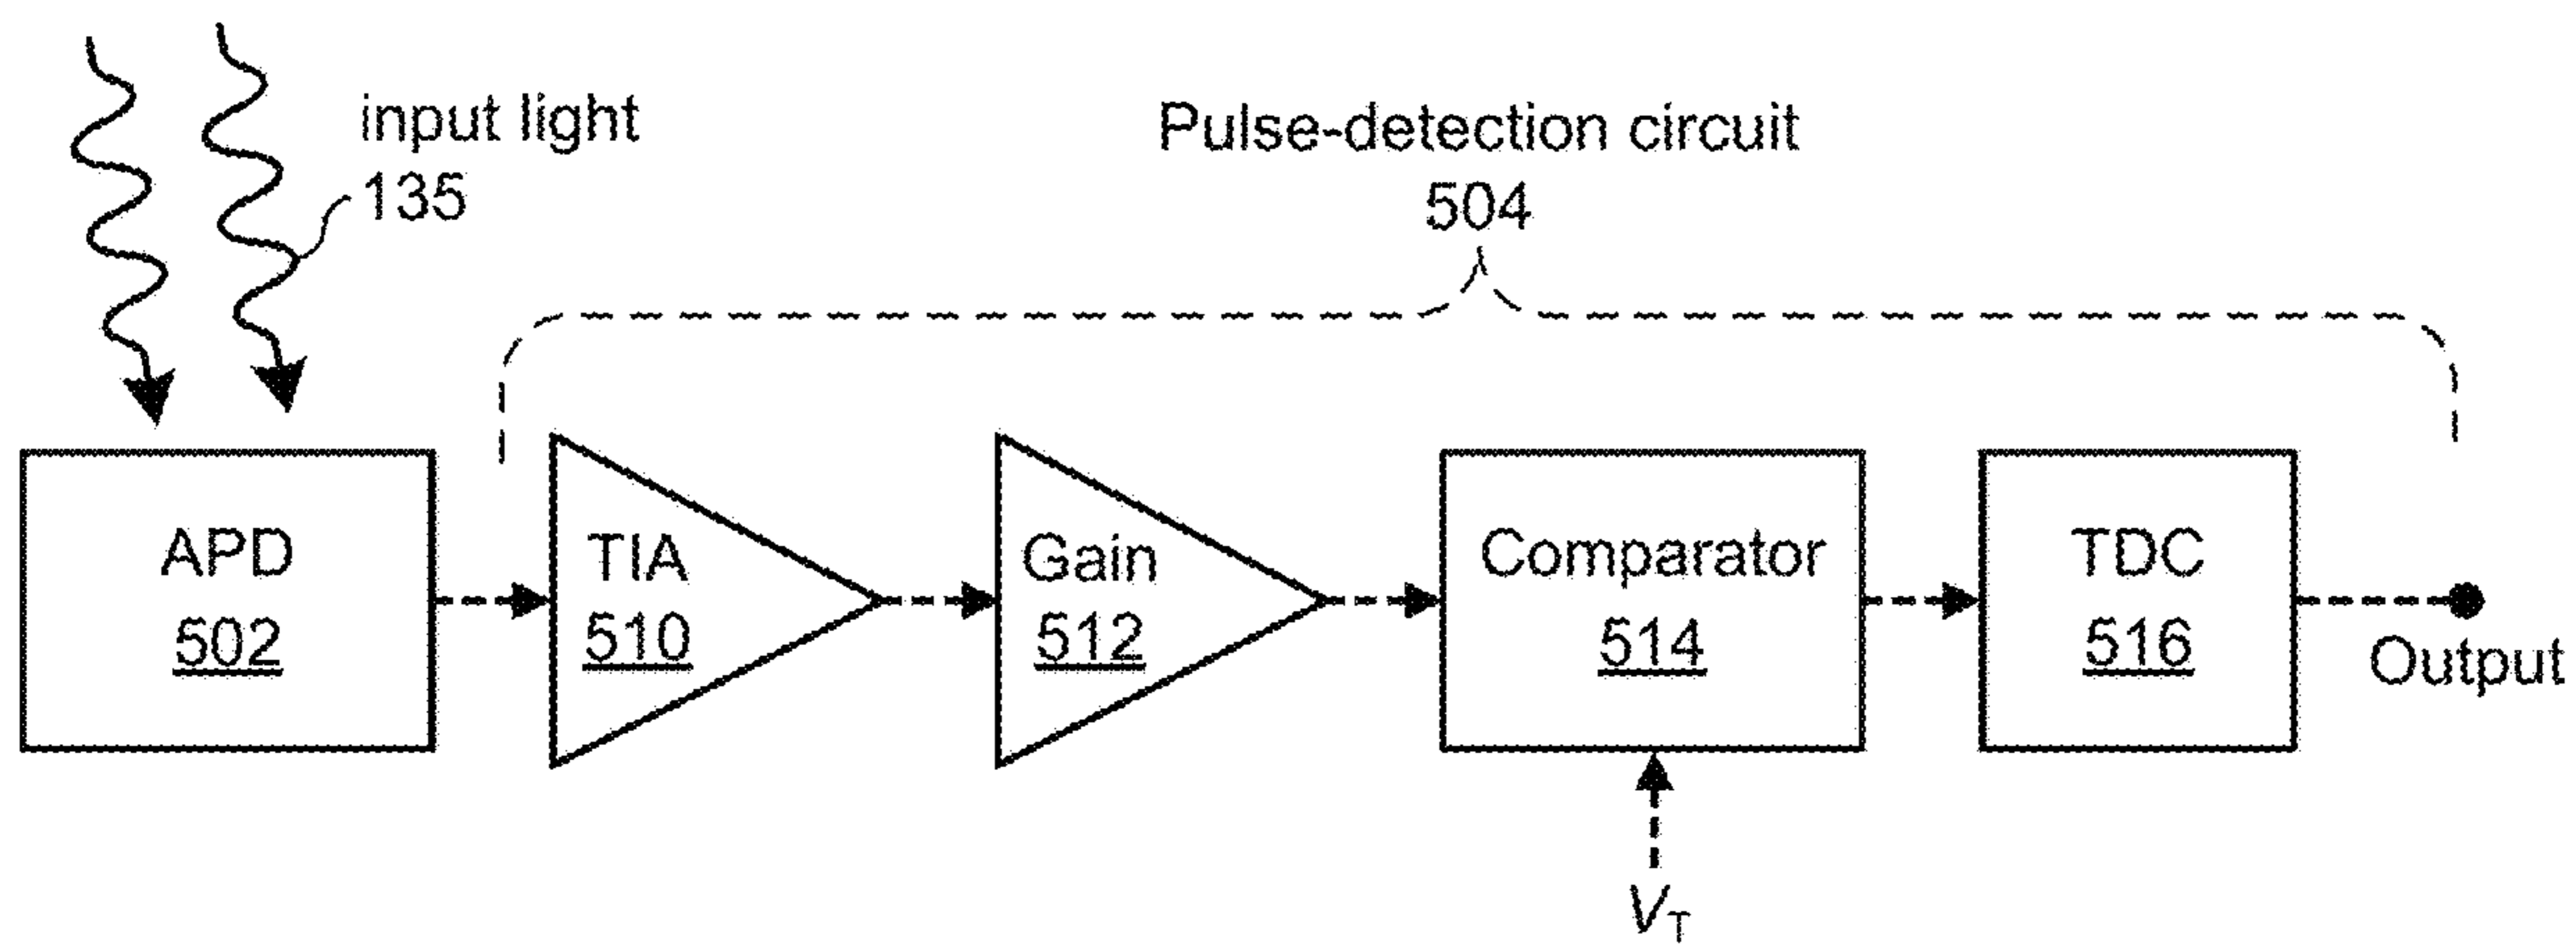 input light
135
Pulse-detection circuit
504
APD
502
TIA
510
Gain
512
Comparator
514
TDC
516
Output
VT